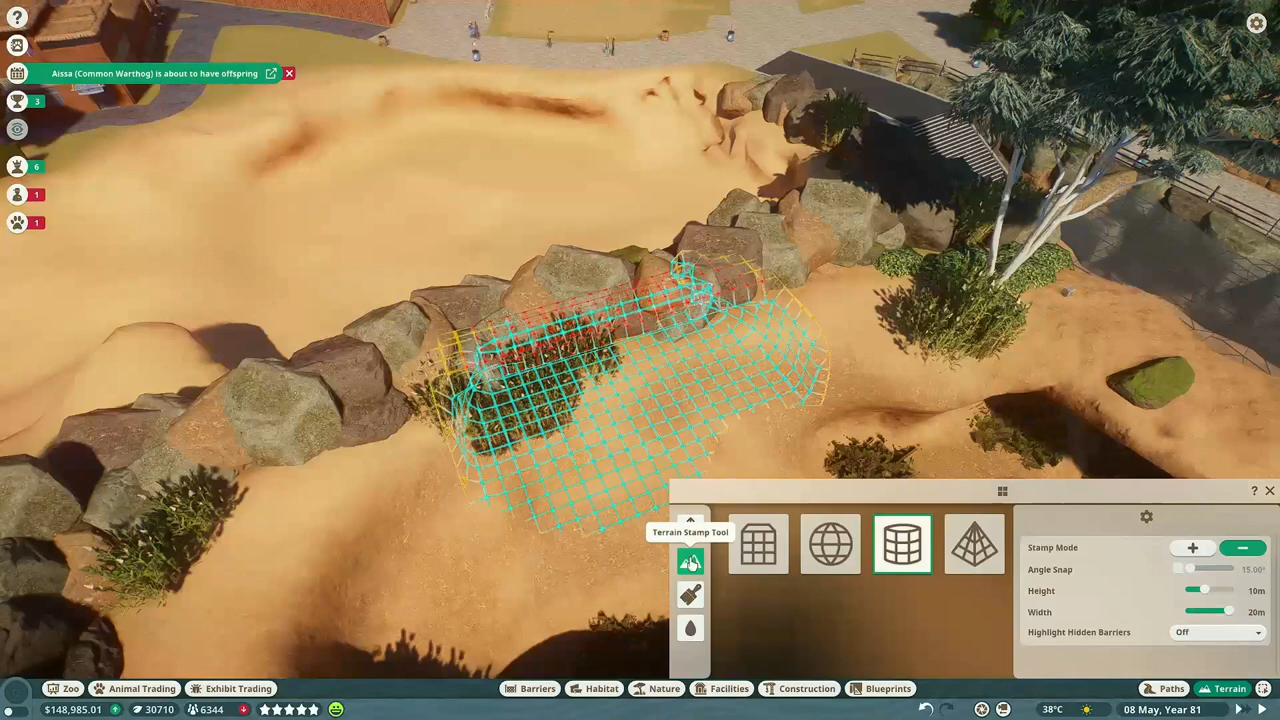 ?
Aissa (Common Warthog) is about to have offspring
3
6
1
1
?
Terrain Stamp Tool
Stamp Mode
Angle Snap 15.00°
Height 10m
Width 20m
Highlight Hidden Barriers Off
Zoo Animal Trading Exhibit Trading Barriers Habitat Nature Facilities Construction Blueprints Paths Terrain
$148,985.01 30710 6344 38°C 08 May, Year 81